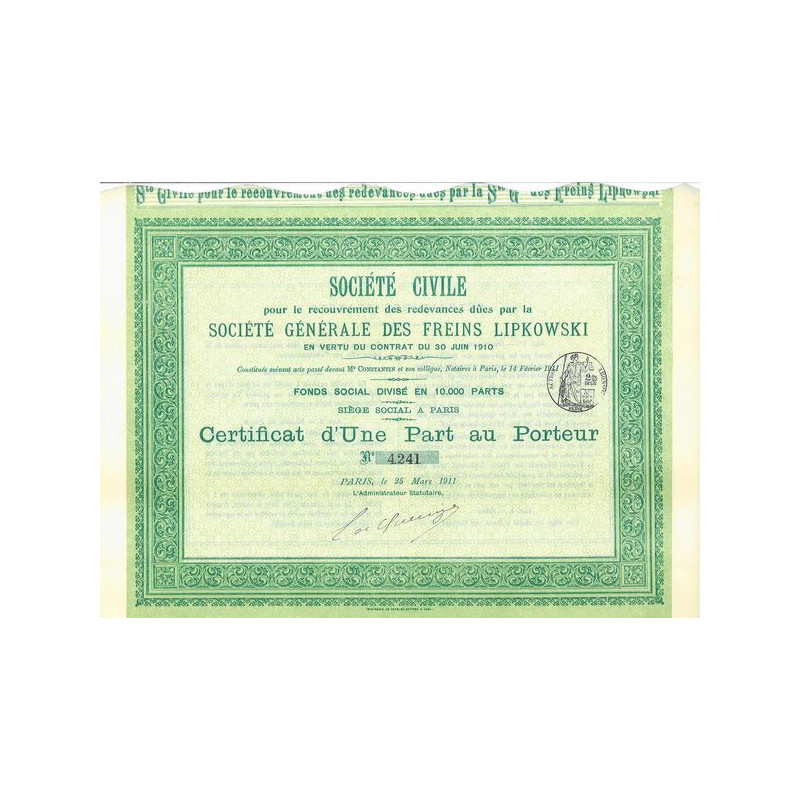 Sté Civile pour le recouvrement des redevances dûes par la Sté Gle des Freins Lipkowski
SOCIÉTÉ CIVILE
pour le recouvrement des redevances dûes par la
SOCIÉTÉ GÉNÉRALE DES FREINS LIPKOWSKI
EN VERTU DU CONTRAT DU 30 JUIN 1910
Constituée suivant acte passé devant Me CONSTANTIN et son collègue, Notaires à Paris, le 14 Février 1911
FONDS SOCIAL DIVISÉ EN 10.000 PARTS
SIÈGE SOCIAL A PARIS
Certificat d'Une Part au Porteur
No 4.241
PARIS, le 25 Mars 1911
L'Administrateur Statutaire,